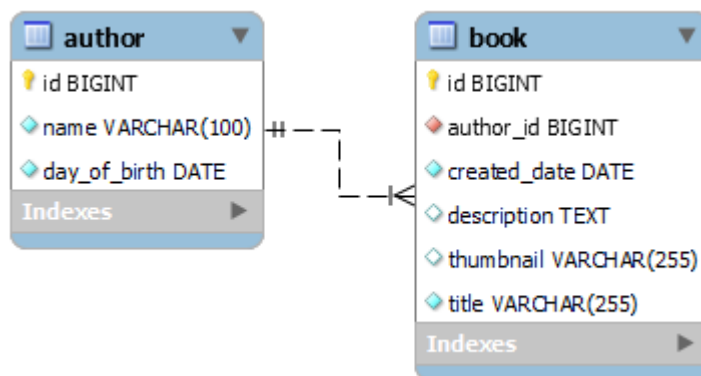 author
id BIGINT
name VARCHAR(100)
day_of_birth DATE
Indexes
book
id BIGINT
author_id BIGINT
created_date DATE
description TEXT
thumbnail VARCHAR(255)
title VARCHAR(255)
Indexes